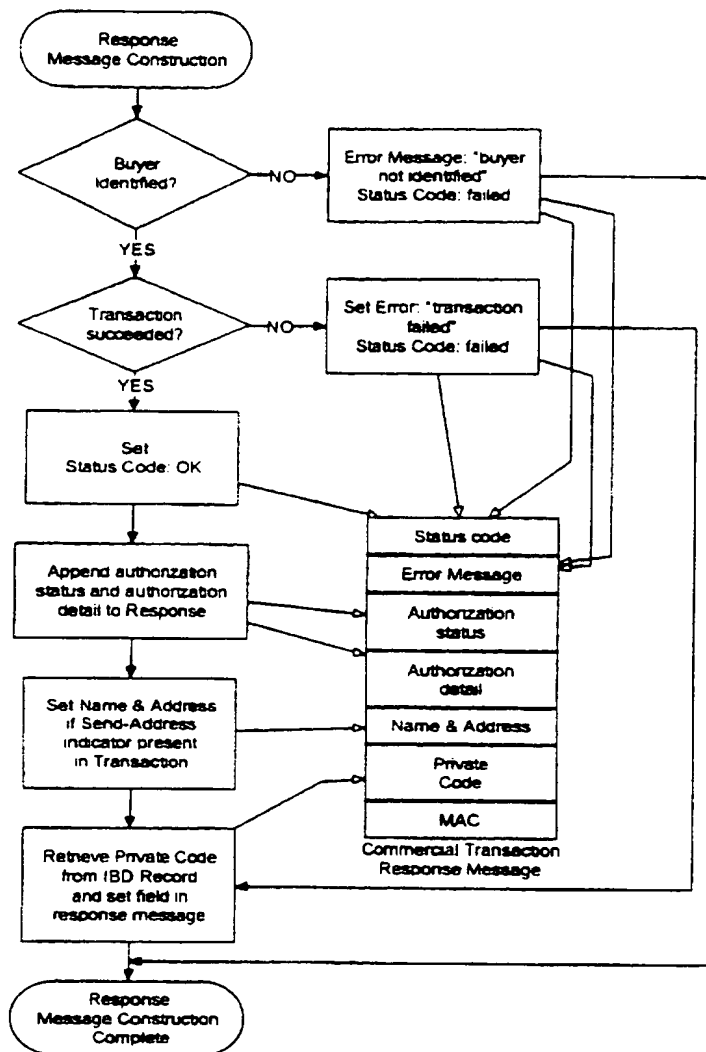 Response
Message Construction
Buyer
Identified?
NO
Error Message: "buyer
not identified"
Status Code: failed
YES
Transaction
succeeded?
NO
Set Error: "transaction
failed"
Status Code: failed
YES
Set
Status Code: OK
Status code
Error Message
Append authorization
status and authorization
detail to Response
Authorization
status
Authorization
detail
Set Name & Address
if Send-Address
indicator present
in Transaction
Name & Address
Private
Code
MAC
Commercial Transaction
Response Message
Retrieve Private Code
from IBD Record
and set field in
response message
Response
Message Construction
Complete